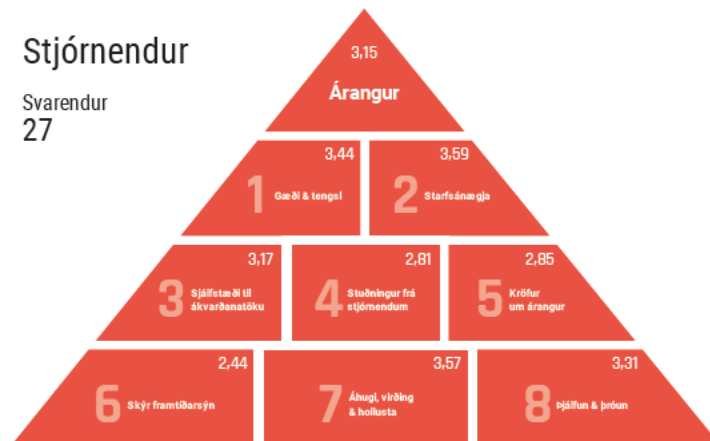 Stjórnendur
Svarendur
27
3,15
Árangur
3,44
1 Gæði & tengsl
3,59
2 Starfsánægja
3,17
3 Sjálfstæði til
ákvarðanatöku
2,81
4 Stuðningur frá
stjórnendum
2,85
5 Kröfur
um árangur
2,44
6 Skýr framtíðarsýn
3,57
7 Áhugi, virðing
& hollusta
3,31
8 Þjálfun & þróun